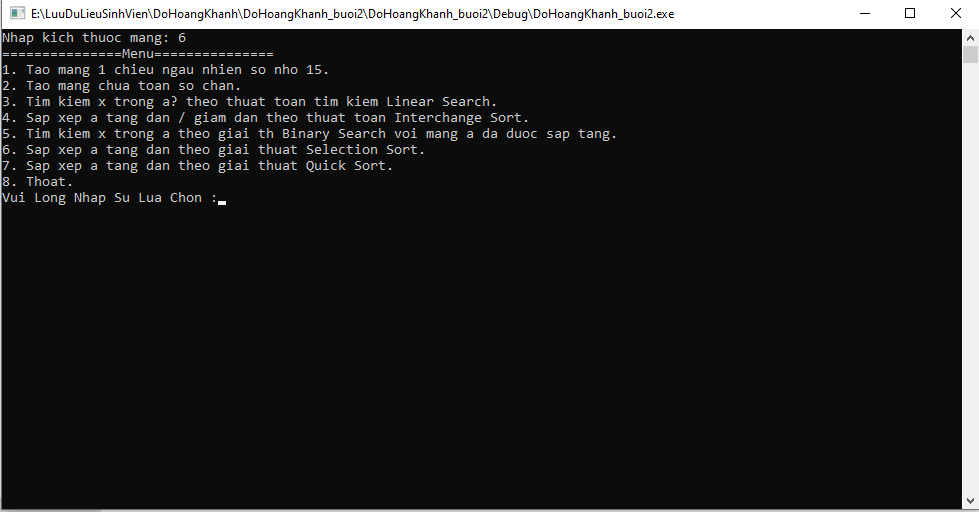 E:\LuuDuLieuSinhVien\DoHoangKhanh\DoHoangKhanh_buoi2\DoHoangKhanh_buoi2\Debug\DoHoangKhanh_buoi2.exe
Nhap kich thuoc mang: 6
===============Menu===============
1. Tao mang 1 chieu ngau nhien so nho 15.
2. Tao mang chua toan so chan.
3. Tim kiem x trong a? theo thuat toan tim kiem Linear Search.
4. Sap xep a tang dan / giam dan theo thuat toan Interchange Sort.
5. Tim kiem x trong a theo giai th Binary Search voi mang a da duoc sap tang.
6. Sap xep a tang dan theo giai thuat Selection Sort.
7. Sap xep a tang dan theo giai thuat Quick Sort.
8. Thoat.
Vui Long Nhap Su Lua Chon :